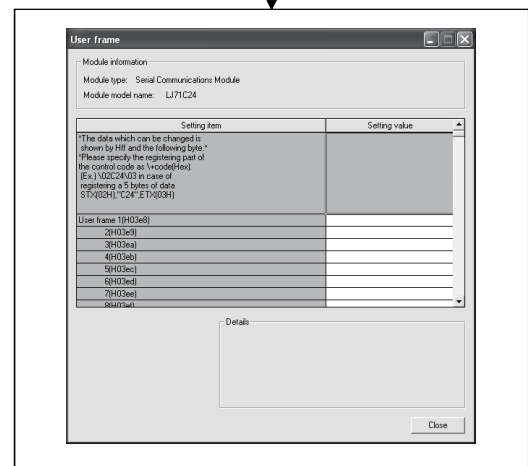 User frame
Module information
Module type: Serial Communications Module
Module model name: LJ71C24
Setting item Setting value
"The data which can be changed is
shown by Hff and the following byte."
"Please specify the registering part of
the control code as \+code(Hex).
(Ex.) \02C24\03 in case of
registering a 5 bytes of data
STX(02H),"C24",ETX(03H)
User frame 1(H03e8)
2(H03e9)
3(H03ea)
4(H03eb)
5(H03ec)
6(H03ed)
7(H03ee)
8(H03ef)
Details
Close